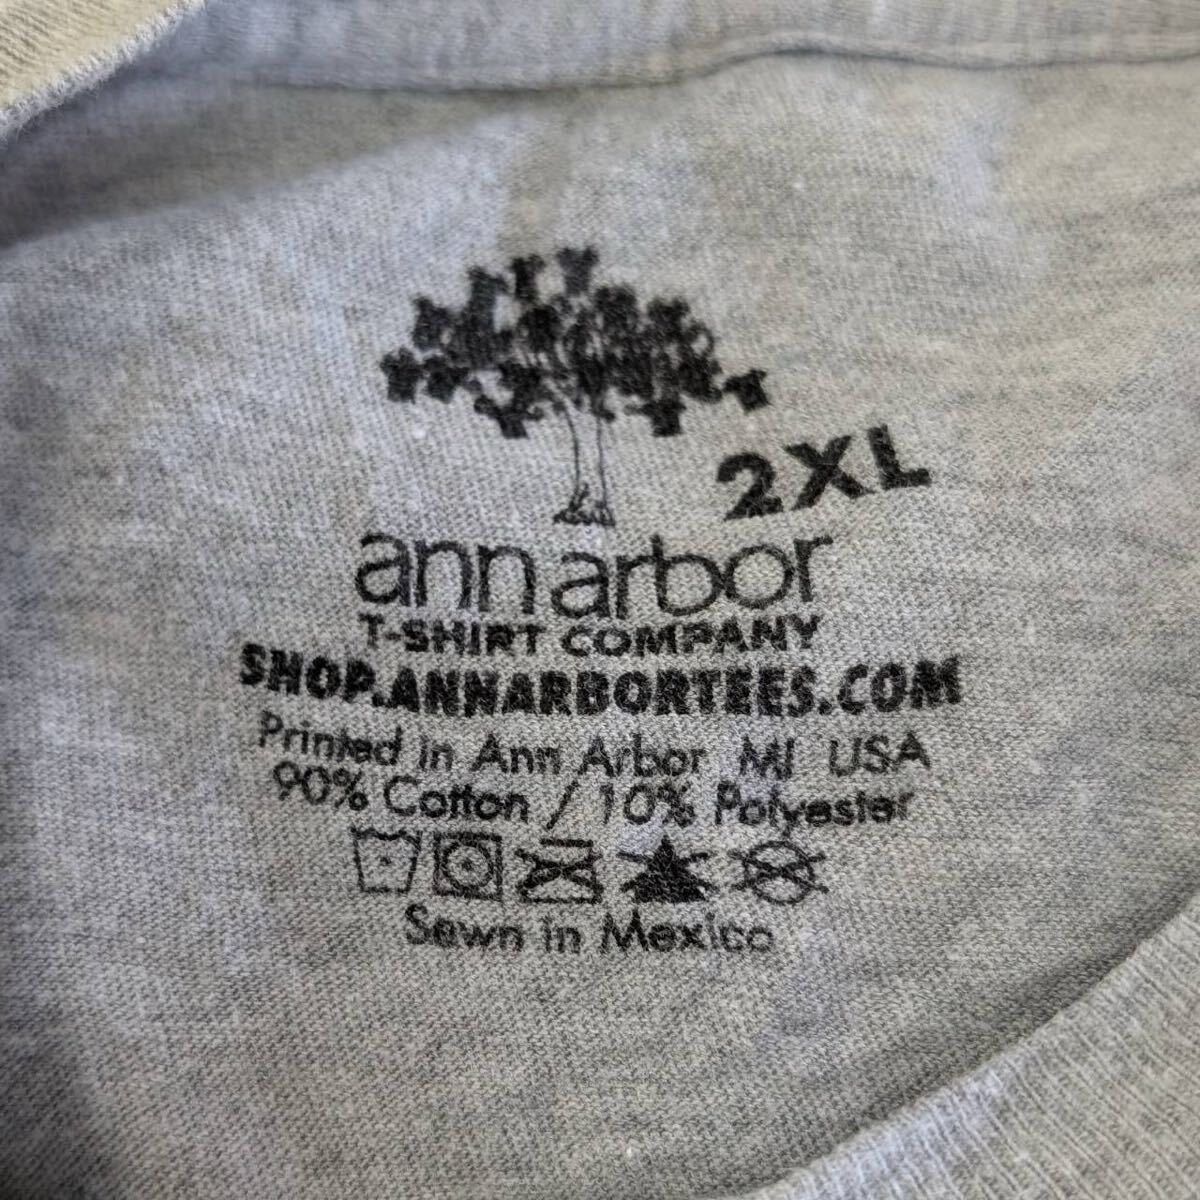 2XL
ann arbor
T-SHIRT COMPANY
SHOP.ANNARBORTEES.COM
Printed in Ann Arbor MI USA
90% Cotton / 10% Polyester
Sewn in Mexico